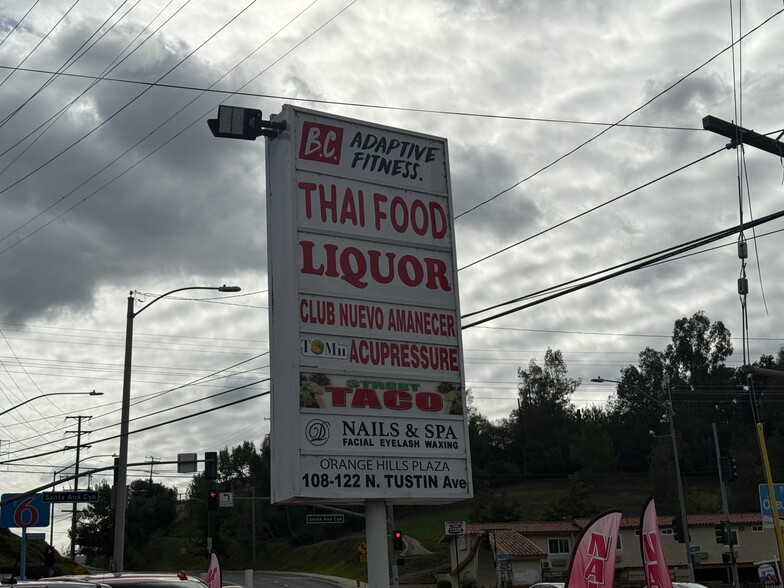 B.C. ADAPTIVE
FITNESS.
THAI FOOD
LIQUOR
CLUB NUEVO AMANECER
ACUPRESSURE
STREET
TACO
D NAILS & SPA
FACIAL EYELASH WAXING
ORANGE HILLS PLAZA
108-122 N. TUSTIN Ave
Santa Ana Cyn
6
Santa Ana Cyn